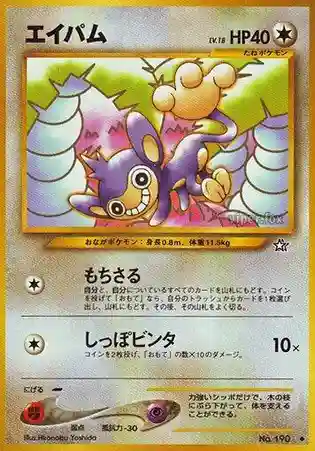 エイパム LV.18 HP40
たねポケモン
おながポケモン:身長0.8m、体重11.5kg
もちさる
自分と、自分についているすべてのカードを山札にもどす。コイン
を投げて「おもて」なら、自分のトラッシュからカードを1枚選び
出し、山札にもどす。その後、その山札をよく切る。
しっぽビンタ 10×
コインを2枚投げ、「おもて」の数×10のダメージ。
にげる
弱点 抵抗力 -30
力強いシッポだけで、木の枝
にぶら下がって、体を支える
ことができる。
Illus. Hironobu Yoshida
No.190 ●